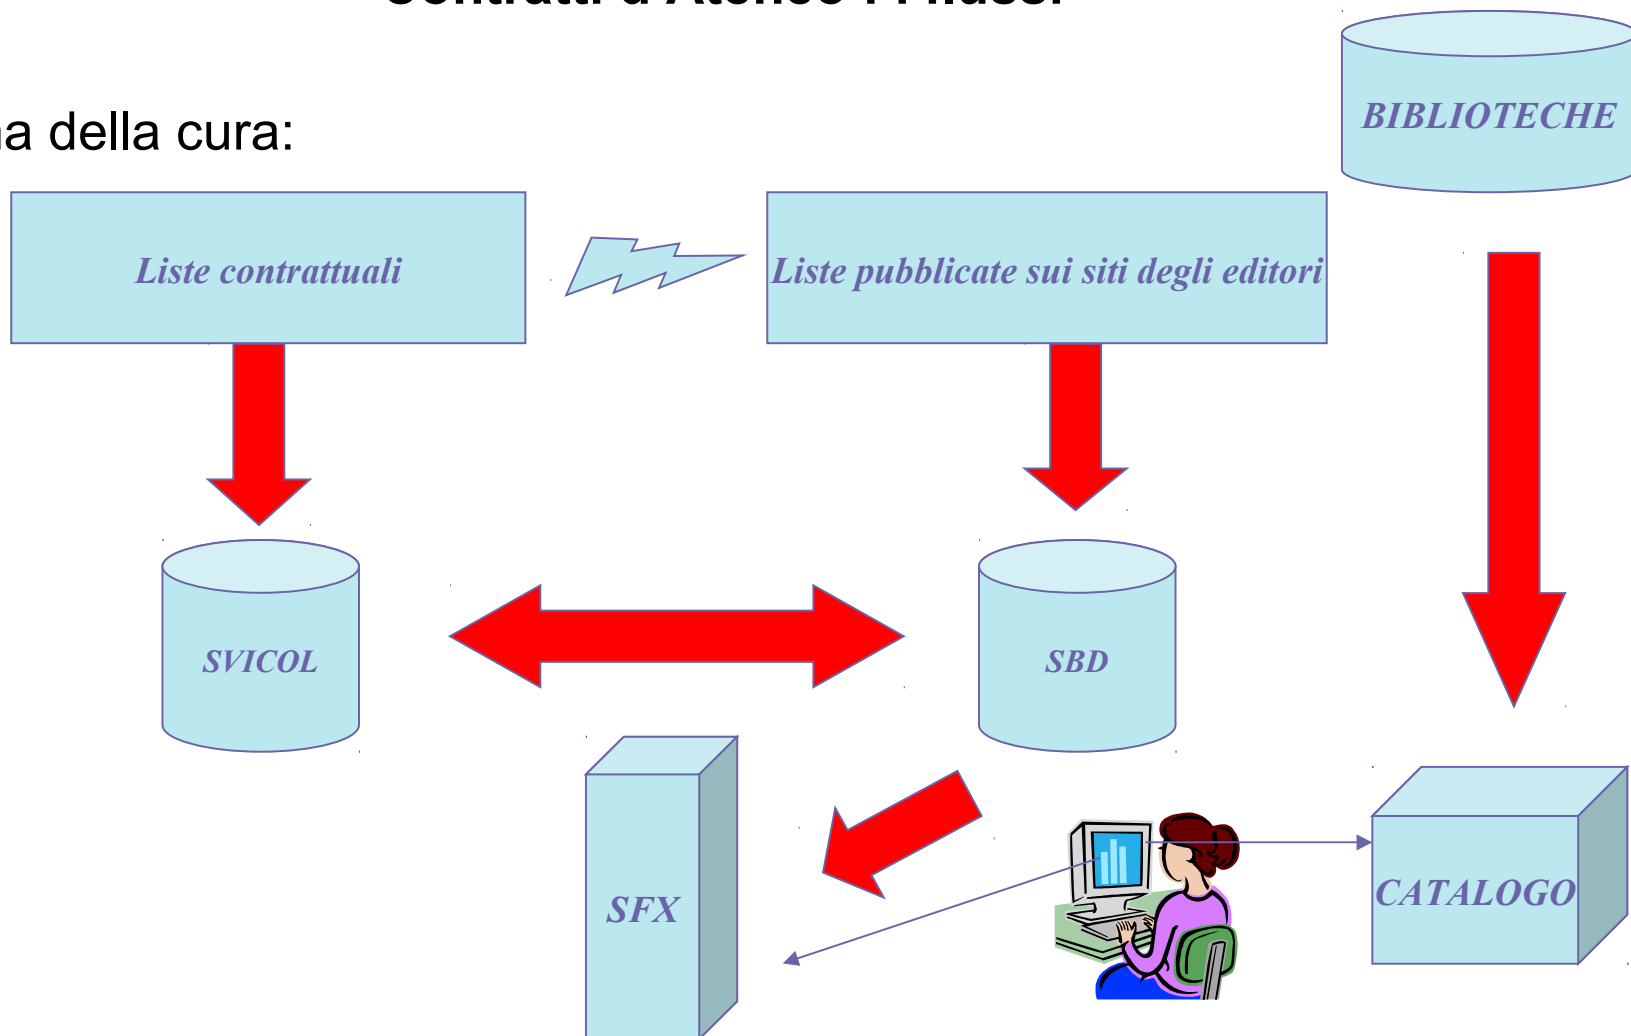 BIBLIOTECHE
della cura:
Liste contrattuali
Liste pubblicate sui siti degli editori
SVICOL
SBD
SFX
CATALOGO